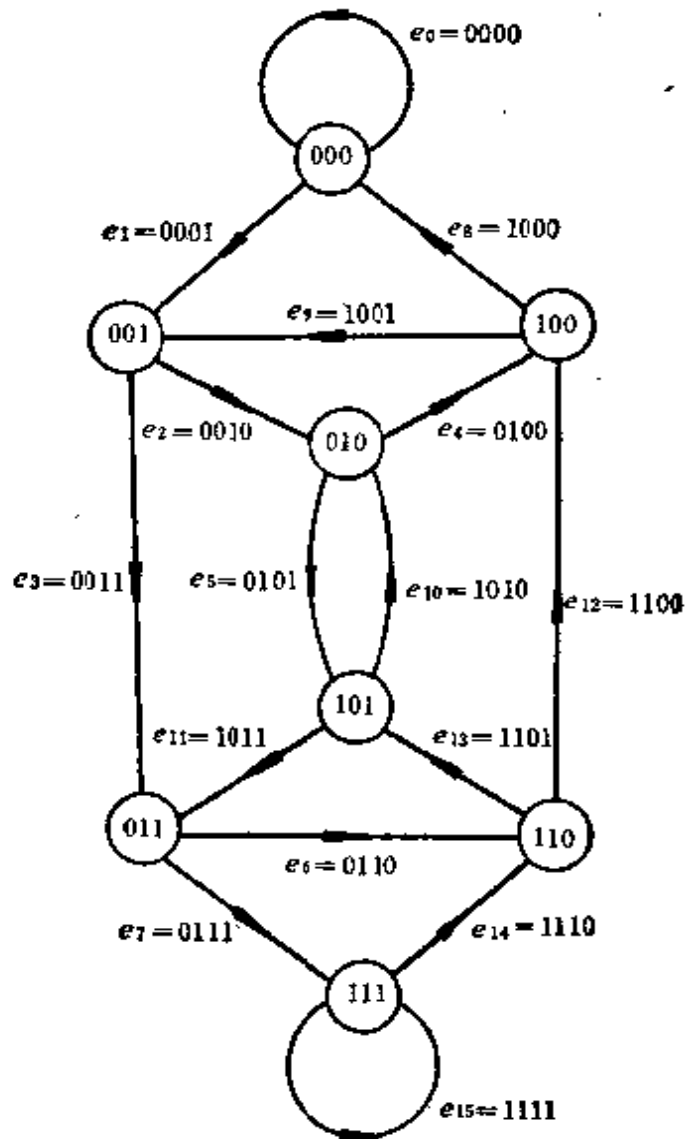 e₀=0000
000
e₁=0001
e₈=1000
e₉=1001
001
100
e₂=0010
010
e₄=0100
e₃=0011
e₅=0101
e₁₀=1010
e₁₂=1100
101
e₁₁=1011
e₁₃=1101
011
110
e₆=0110
e₇=0111
e₁₄=1110
111
e₁₅=1111